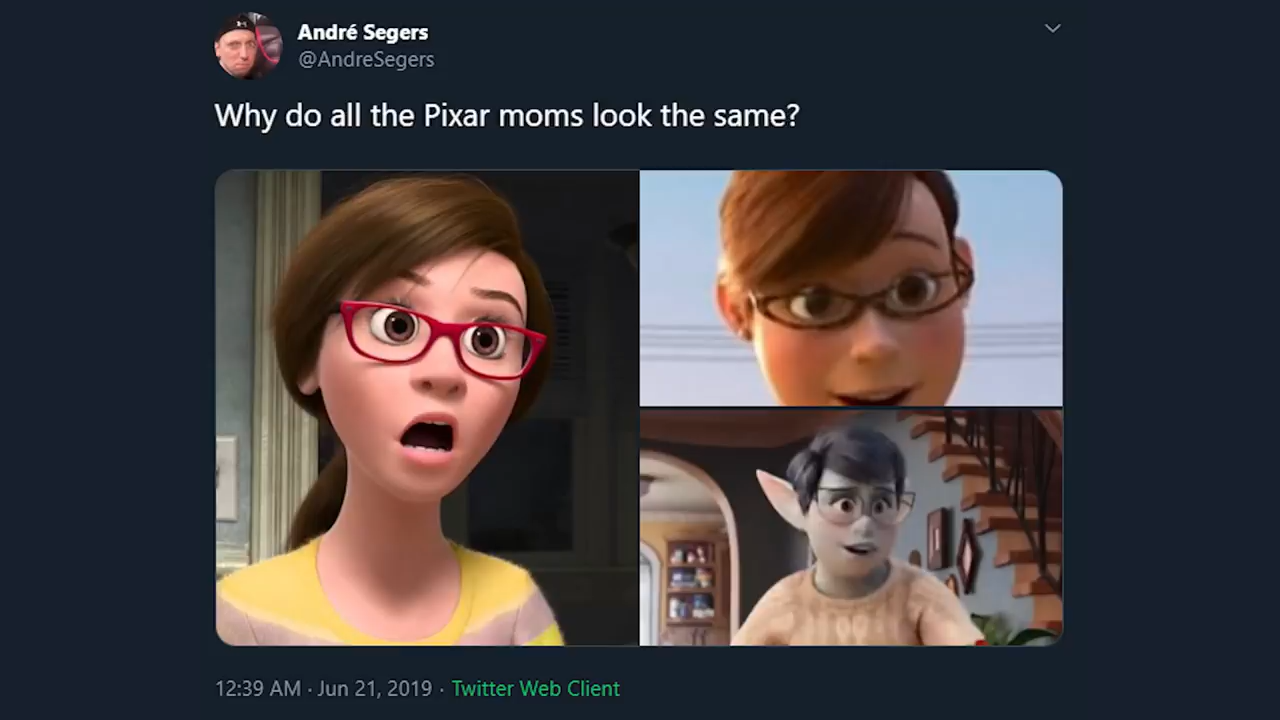 André Segers
@AndreSegers
Why do all the Pixar moms look the same?
12:39 AM · Jun 21, 2019 · Twitter Web Client